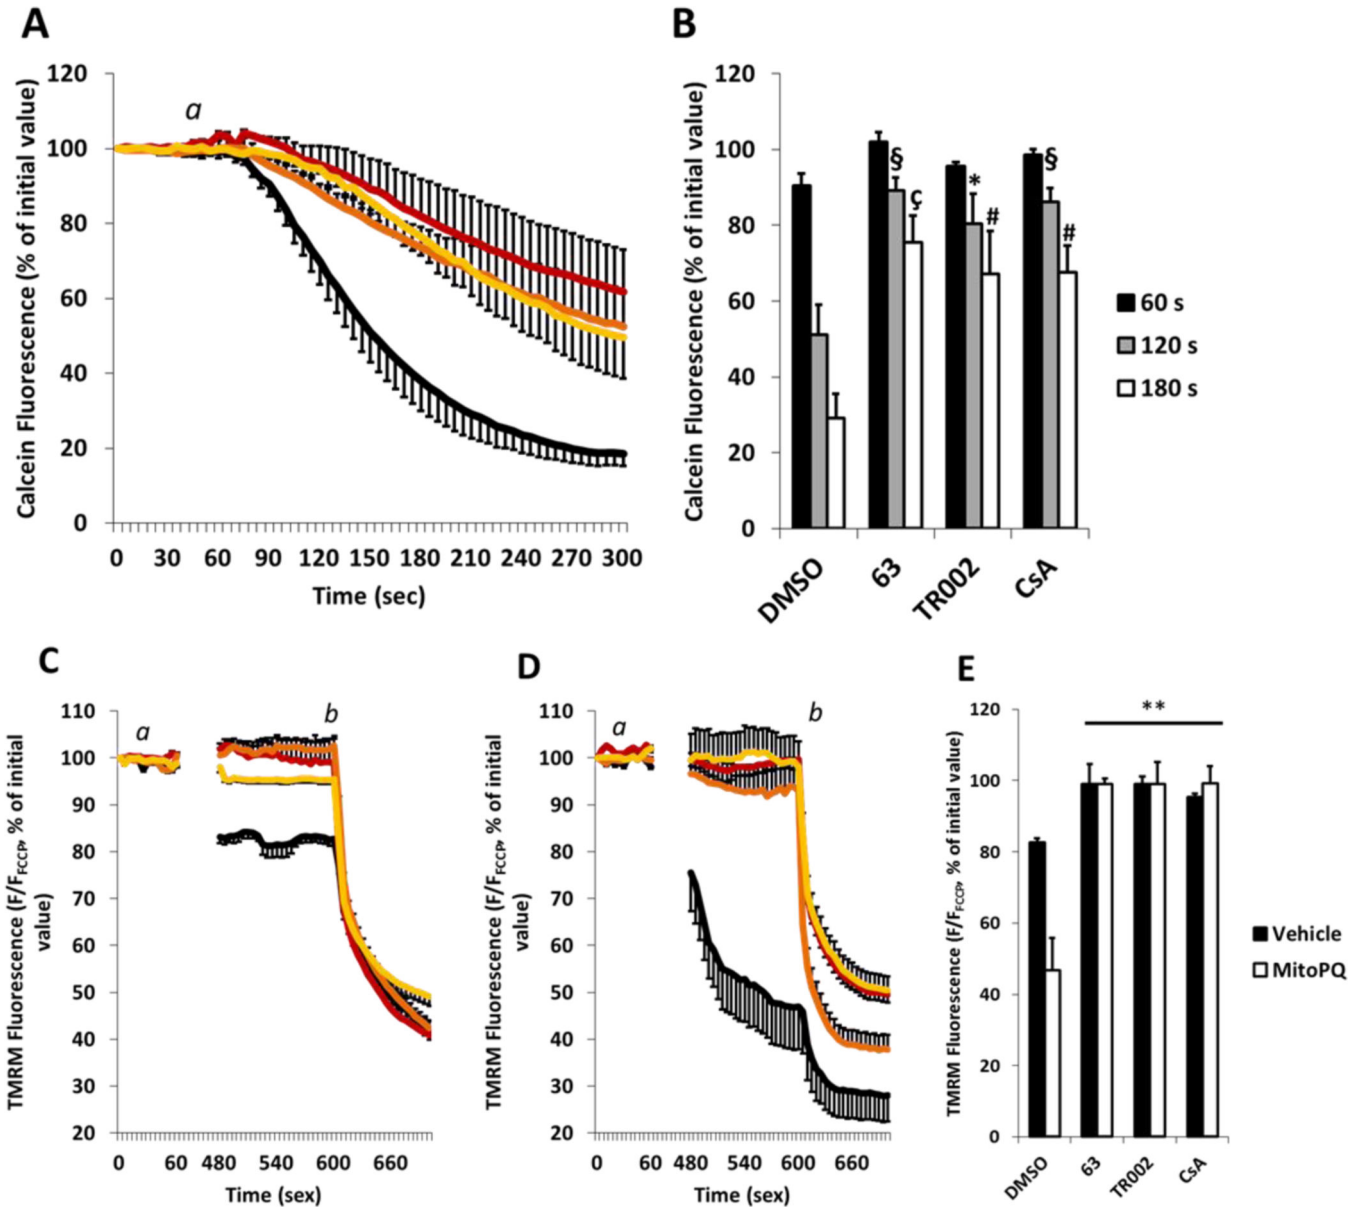 A
Calcein Fluorescence (% of initial value)
120
100
80
60
40
20
0
a
0 30 60 90 120 150 180 210 240 270 300
Time (sec)
B
Calcein Fluorescence (% of initial value)
120
100
80
60
40
20
0
§
ç
*
#
§
#
DMSO
63
TR002
CsA
60 s
120 s
180 s
C
TMRM Fluorescence (F/FFCCP, % of initial
value)
110
100
90
80
70
60
50
40
30
20
a
b
0 60 480 540 600 660
Time (sex)
D
TMRM Fluorescence (F/FFCCP, % of initial
value)
110
100
90
80
70
60
50
40
30
20
a
b
0 60 480 540 600 660
Time (sex)
E
TMRM Fluorescence (F/FFCCP, % of initial value)
120
100
80
60
40
20
0
**
DMSO
63
TR002
CsA
Vehicle
MitoPQ